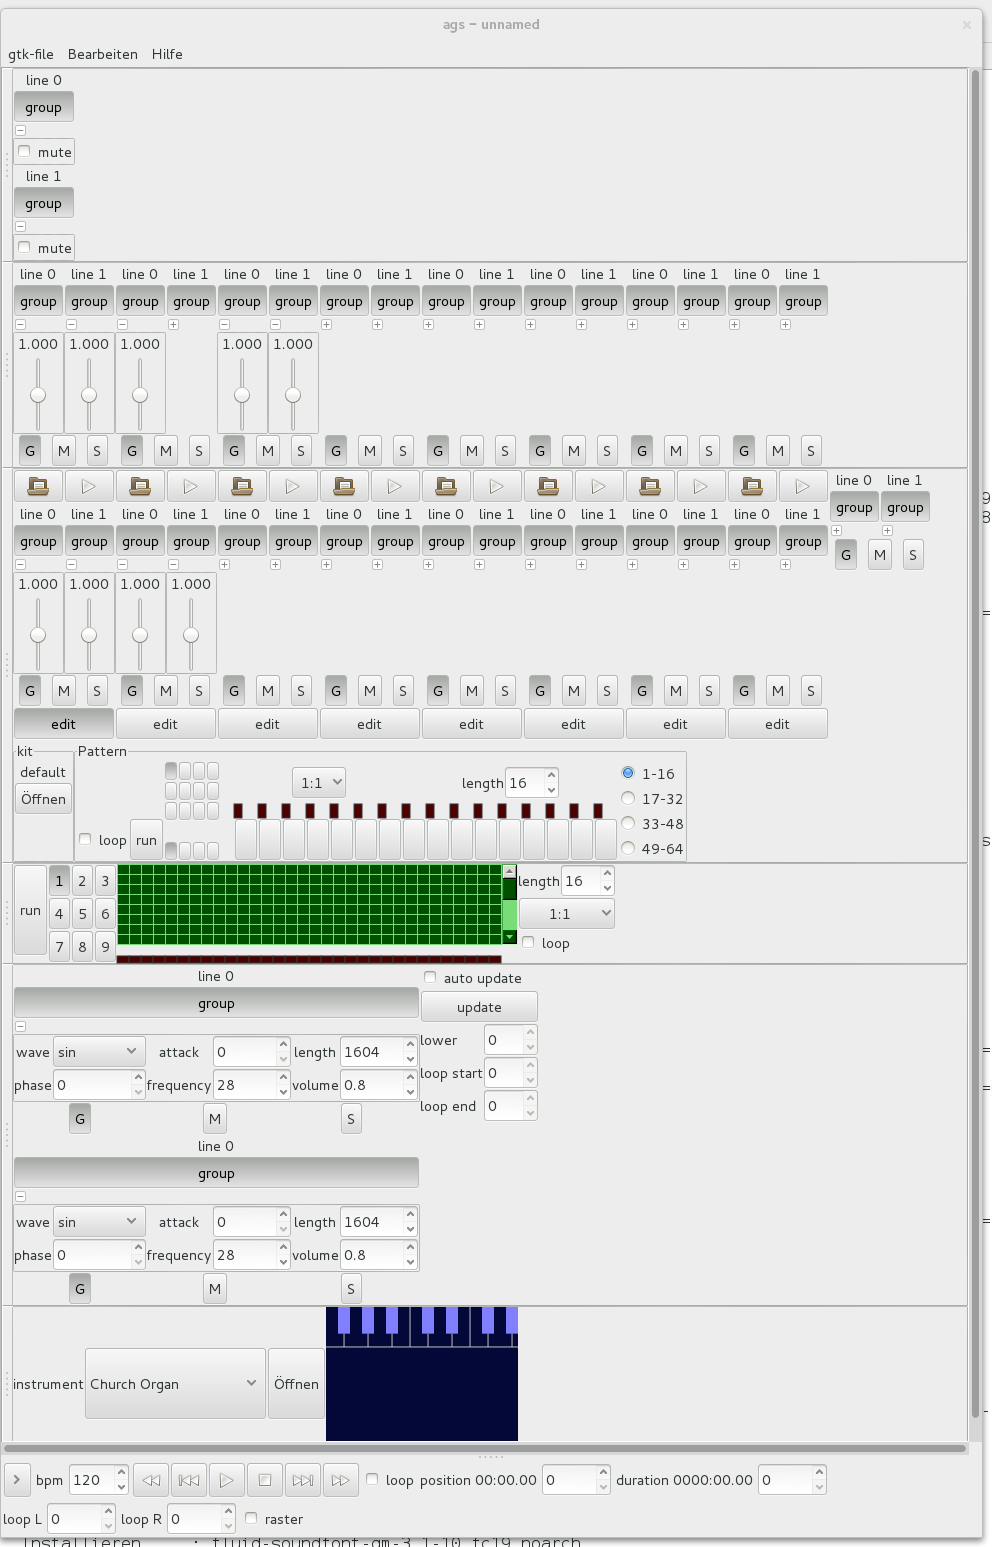 ags – unnamed
gtk-file Bearbeiten Hilfe
line 0
group
mute
line 1
group
mute
line 0 line 1 line 0 line 1 line 0 line 1 line 0 line 1 line 0 line 1 line 0 line 1 line 0 line 1 line 0 line 1
group group group group group group group group group group group group group group group group
1.000 1.000 1.000 1.000 1.000
G M S G M S G M S G M S G M S G M S G M S G M S
line 0 line 1
group group
G M S
line 0 line 1 line 0 line 1 line 0 line 1 line 0 line 1 line 0 line 1 line 0 line 1 line 0 line 1 line 0 line 1
group group group group group group group group group group group group group group group group
1.000 1.000 1.000 1.000
G M S G M S G M S G M S G M S G M S G M S G M S
edit edit edit edit edit edit edit edit
kit Pattern
default
Öffnen
loop run
1:1 length 16
1-16
17-32
33-48
49-64
run
1 2 3
4 5 6
7 8 9
length 16
1:1
loop
line 0
group
wave sin attack 0 length 1604
phase 0 frequency 28 volume 0.8
G M S
auto update
update
lower 0
loop start 0
loop end 0
line 0
group
wave sin attack 0 length 1604
phase 0 frequency 28 volume 0.8
G M S
instrument Church Organ Öffnen
bpm 120 loop position 00:00.00 0 duration 0000:00.00 0
loop L 0 loop R 0 raster
Installieren : fluid-soundfont-gm-3.1-10.fc19.noarch